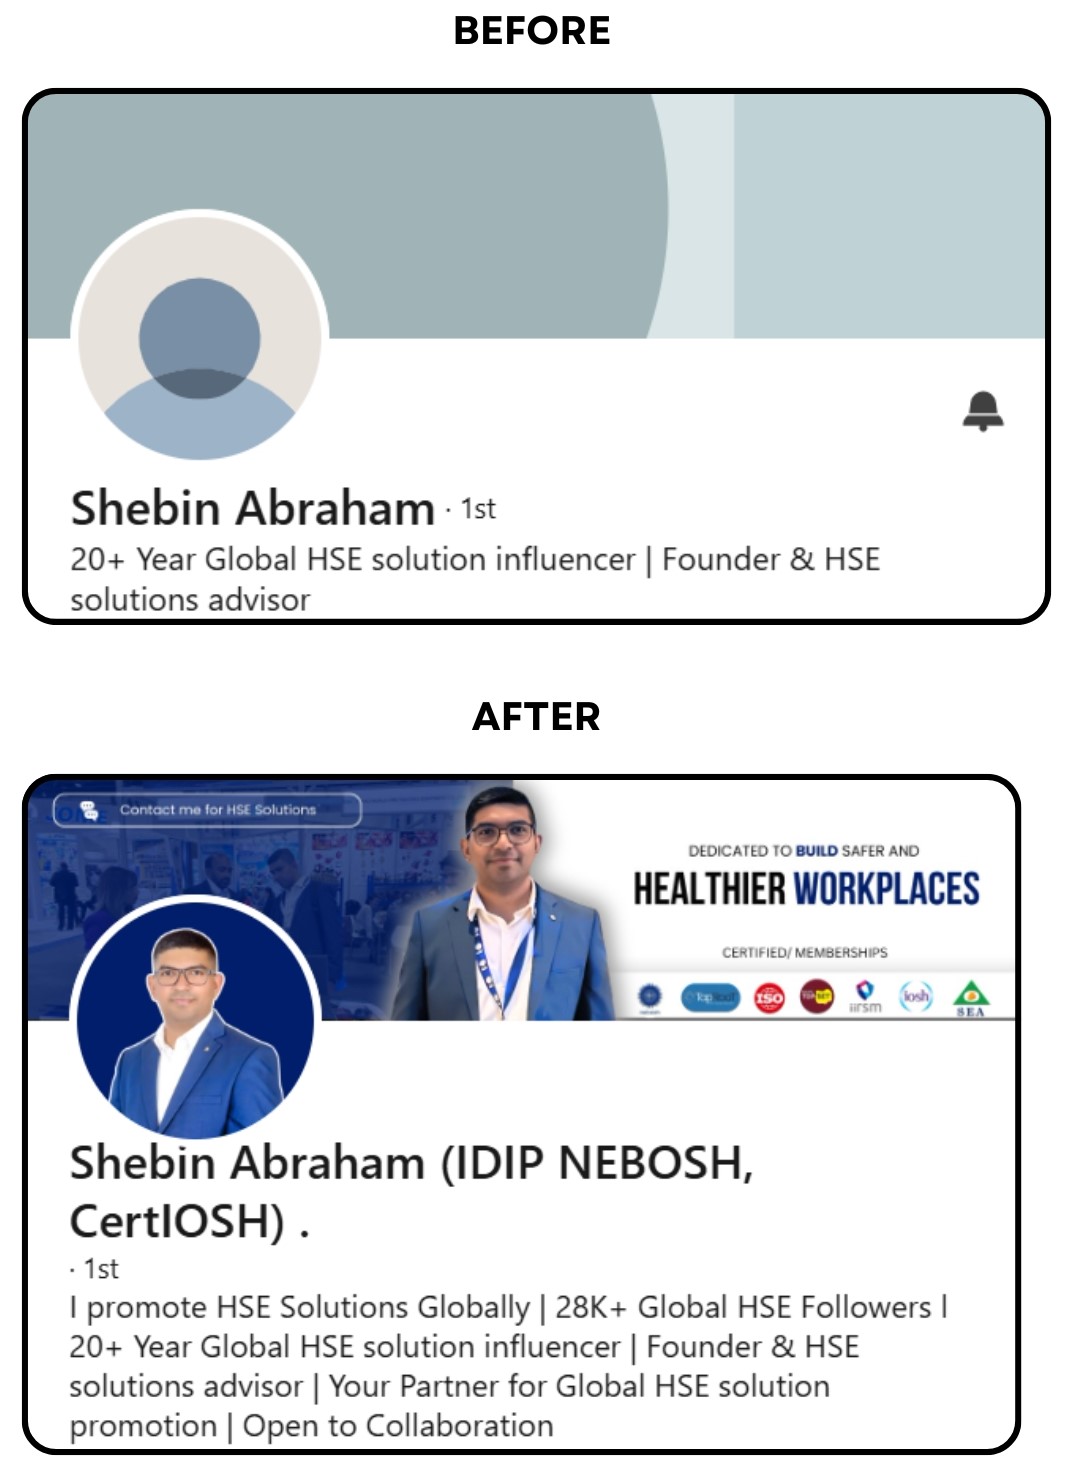 BEFORE
Shebin Abraham · 1st
20+ Year Global HSE solution influencer | Founder & HSE
solutions advisor
AFTER
Contact me for HSE Solutions
DEDICATED TO BUILD SAFER AND
HEALTHIER WORKPLACES
CERTIFIED/ MEMBERSHIPS
ISO
iirsm
iosh
SEA
Shebin Abraham (IDIP NEBOSH,
CertIOSH) .
· 1st
I promote HSE Solutions Globally | 28K+ Global HSE Followers l
20+ Year Global HSE solution influencer | Founder & HSE
solutions advisor | Your Partner for Global HSE solution
promotion | Open to Collaboration